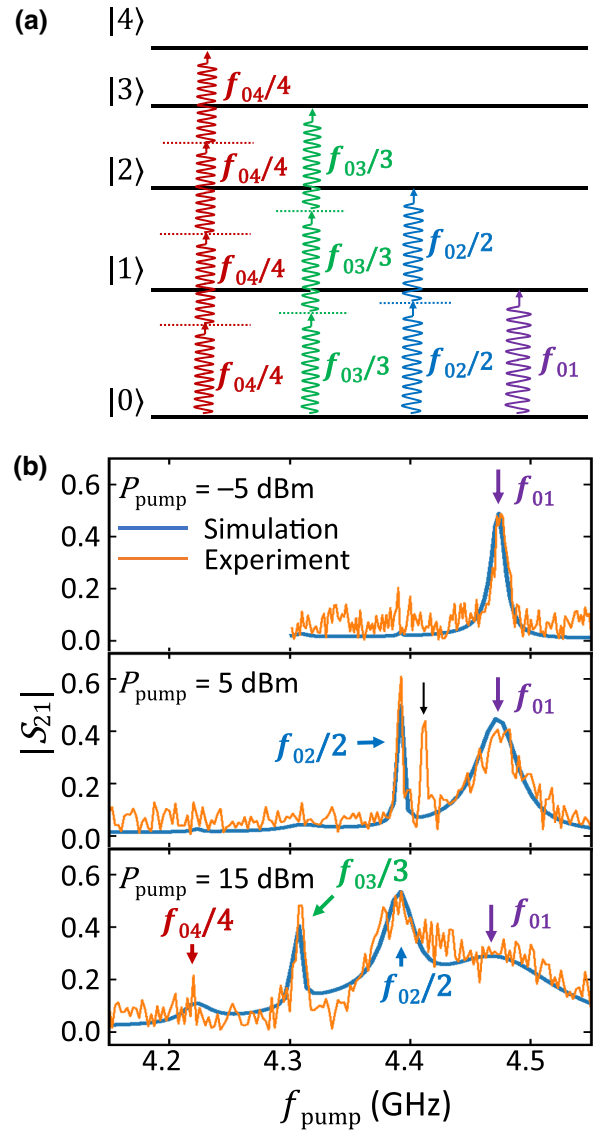 (a)
|4⟩
f04/4
|3⟩
f04/4 f03/3
|2⟩
f04/4 f03/3 f02/2
|1⟩
f04/4 f03/3 f02/2 f01
|0⟩
(b)
0.6 Ppump = –5 dBm f01
Simulation
0.4 Experiment
0.2
0.0
0.6 Ppump = 5 dBm f01
0.4 f02/2
0.2
0.0
|S21|
0.6 Ppump = 15 dBm f03/3
0.4 f04/4 f01
0.2 f02/2
0.0
4.2 4.3 4.4 4.5
fpump (GHz)